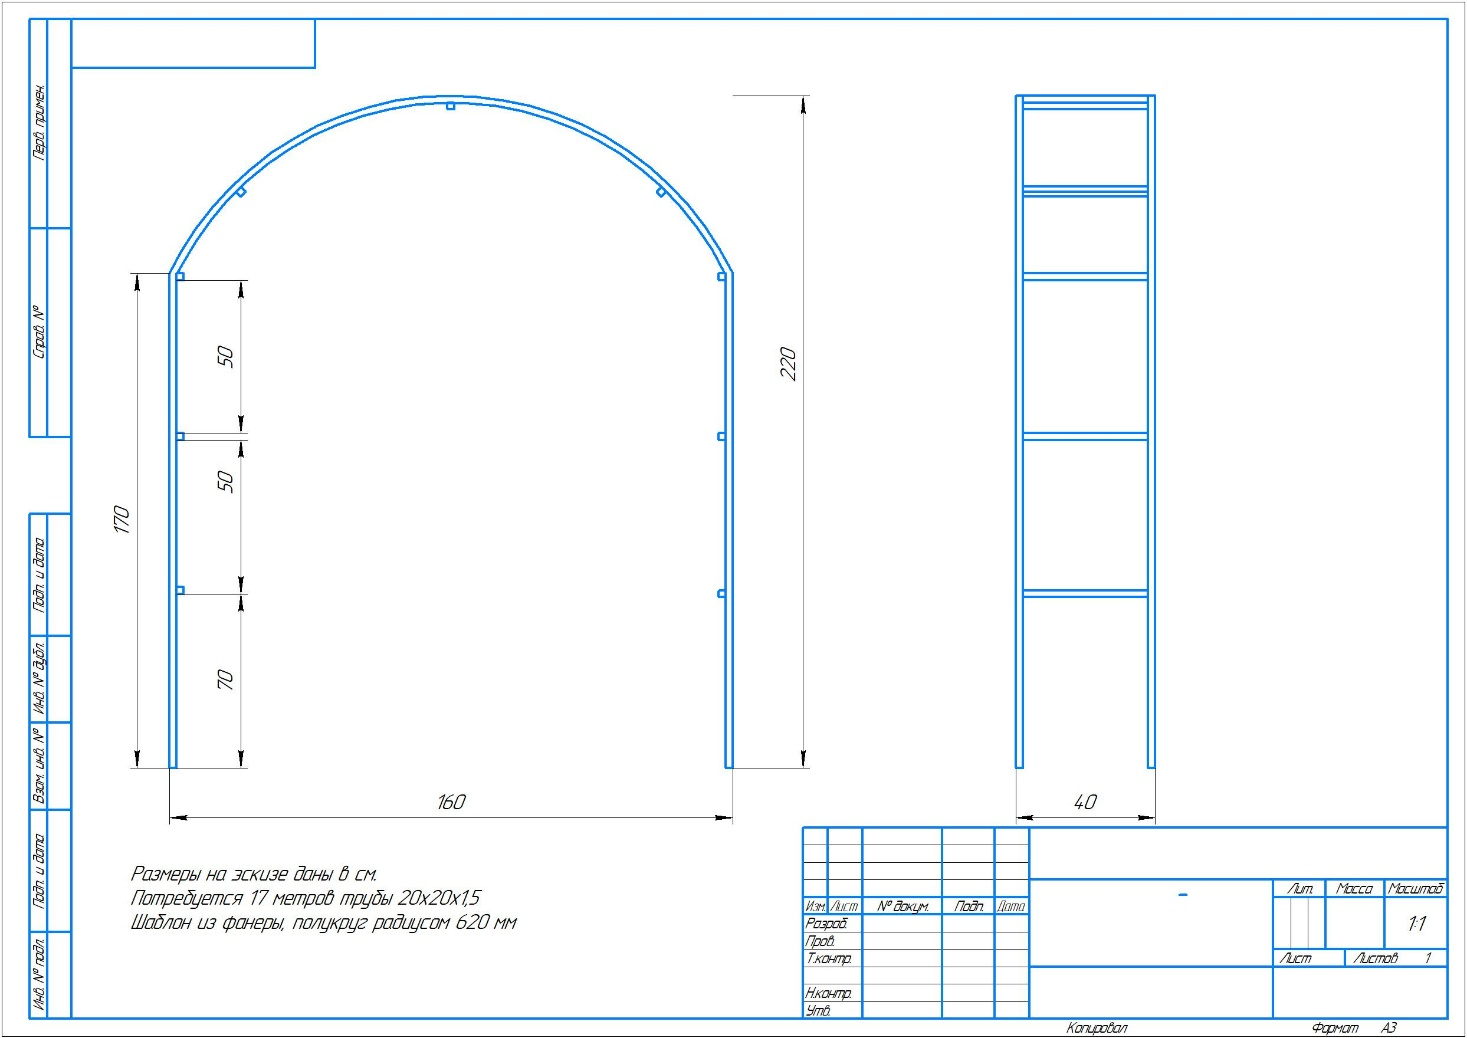 Перв. примен.
Справ. №
Подп. и дата
Инв. № дубл.
Взам. инв. №
Подп. и дата
Инв. № подл.
50
50
70
170
220
160
40
Размеры на эскизе даны в см.
Потребуется 17 метров трубы 20х20х1,5
Шаблон из фанеры, полукруг радиусом 620 мм
Изм. Лист № докум. Подп. Дата
Разраб.
Пров.
Т.контр.
Н.контр.
Утв.
-
Лит. Масса Масштаб
1:1
Лист Листов 1
Копировал Формат А3